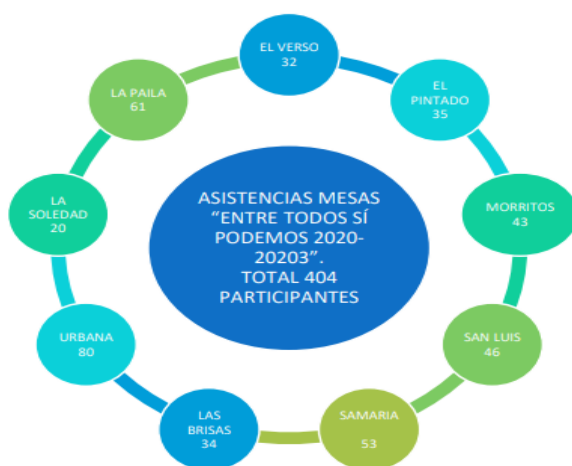 EL VERSO
32
EL
PINTADO
35
MORRITOS
43
SAN LUIS
46
SAMARIA
53
LAS
BRISAS
34
URBANA
80
LA
SOLEDAD
20
LA PAILA
61
ASISTENCIAS MESAS
“ENTRE TODOS SÍ
PODEMOS 2020-
20203”.
TOTAL 404
PARTICIPANTES